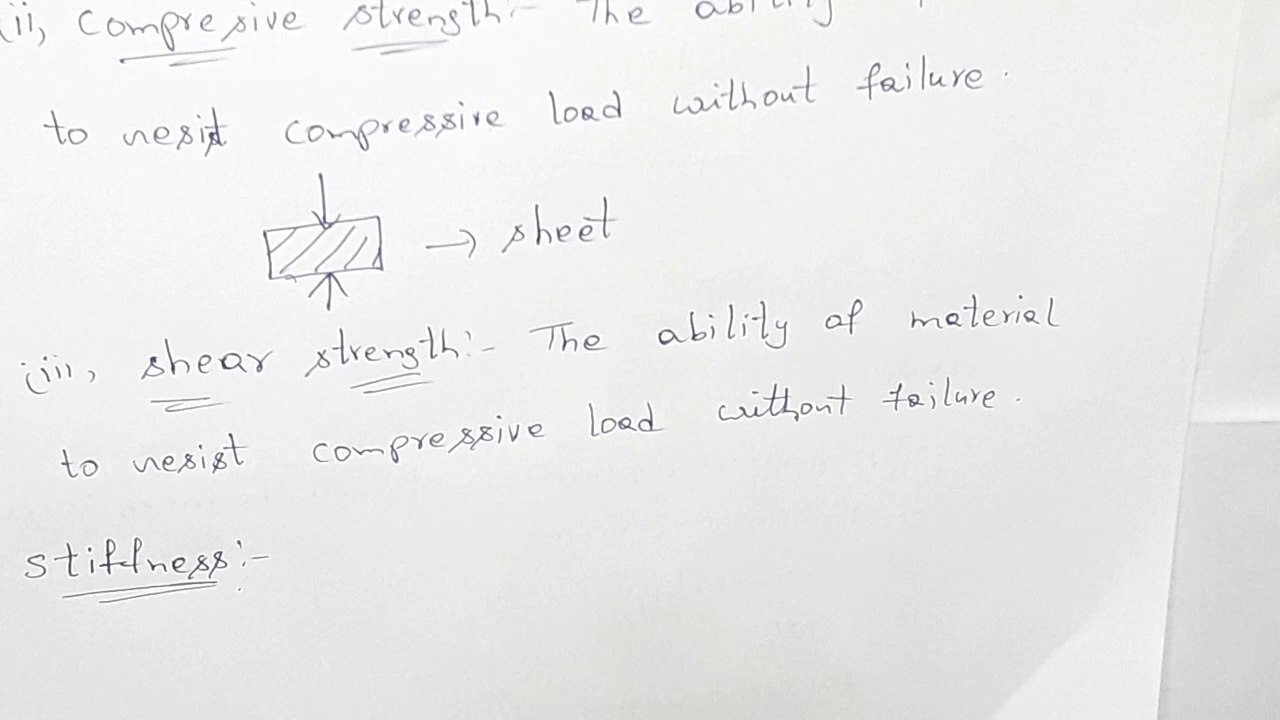 (ii, Compresive strength:- The ability
to resist compressive load without failure.
→ sheet
(iii, shear strength:- The ability of material
to resist compressive load without failure.
stiffness:-